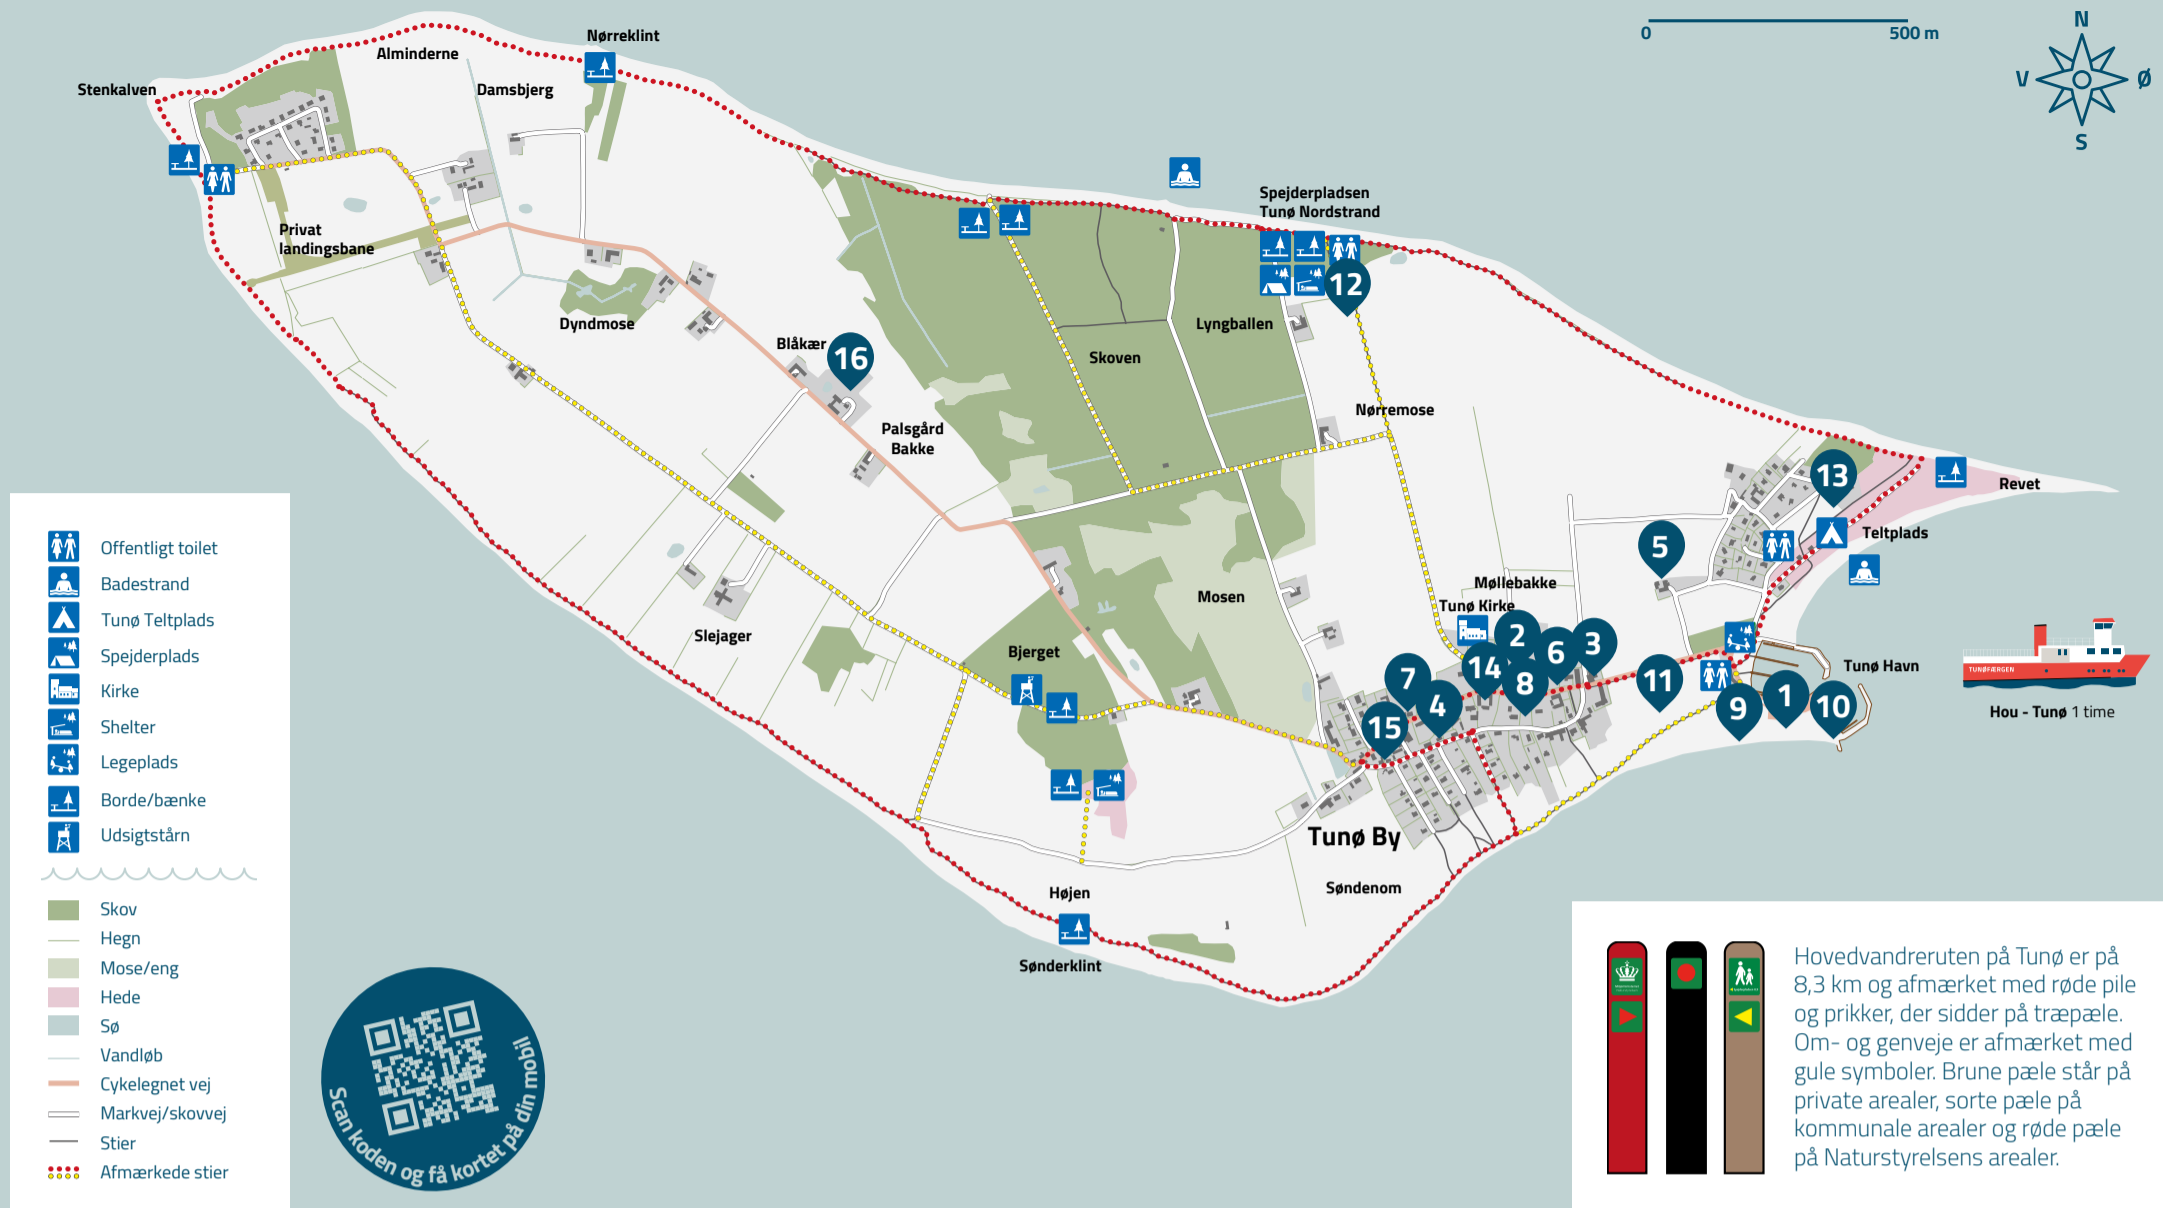 Nørreklint
Alminderne
Stenkalven
Damsbjerg
0
500 m
N
V
Ø
S
Spejderpladsen
Tunø Nordstrand
Privat
landingsbane
12
Dyndmose
Blåkær
16
Lyngballen
Skoven
Nørremose
Palsgård
Bakke
13
Revet
Teltplads
5
Møllebakke
Mosen
Tunø Kirke
Slejager
Bjerget
2
3
6
14
7
8
4
15
11
9
1
10
Tunø Havn
TUNØFÆRGEN
Hou - Tunø 1 time
Tunø By
Søndenom
Højen
Sønderklint
Offentligt toilet
Badestrand
Tunø Teltplads
Spejderplads
Kirke
Shelter
Legeplads
Borde/bænke
Udsigtstårn
Skov
Hegn
Mose/eng
Hede
Sø
Vandløb
Cykelegnet vej
Markvej/skovvej
Stier
Afmærkede stier
Scan koden og få kortet på din mobil
Hovedvandreruten på Tunø er på
8,3 km og afmærket med røde pile
og prikker, der sidder på træpæle.
Om- og genveje er afmærket med
gule symboler. Brune pæle står på
private arealer, sorte pæle på
kommunale arealer og røde pæle
på Naturstyrelsens arealer.